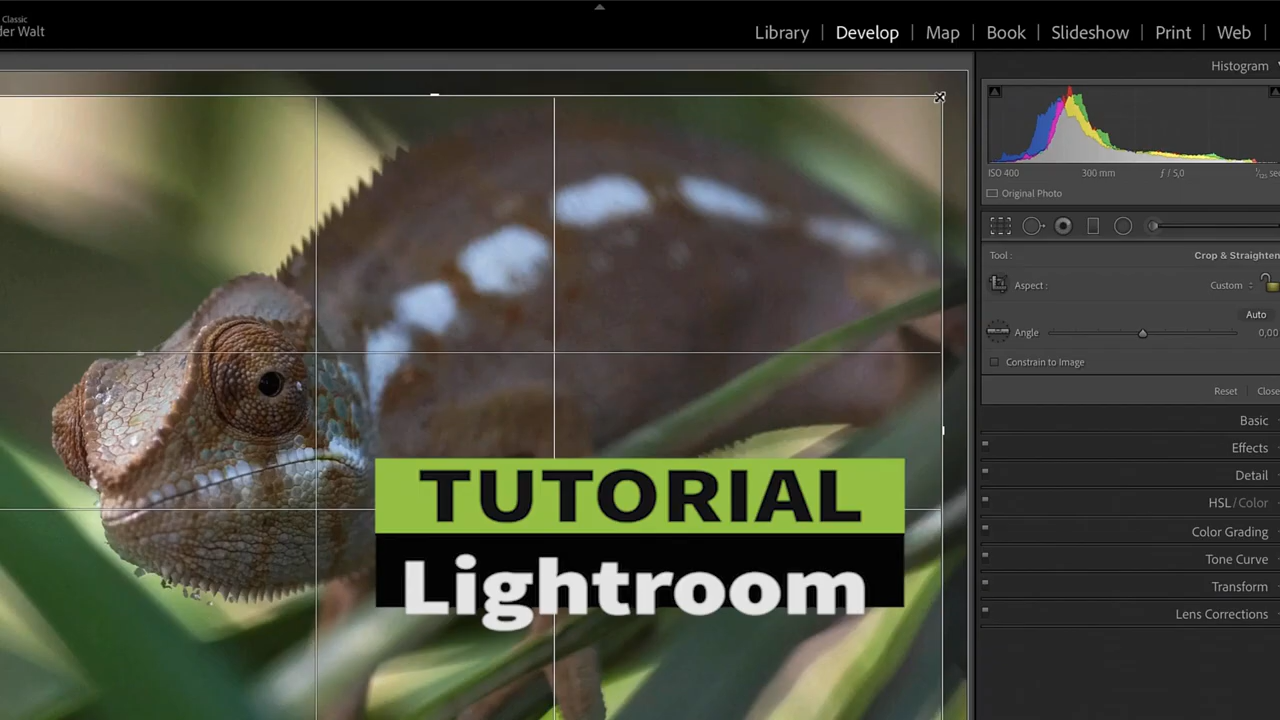 Classic
der Walt
Library | Develop | Map | Book | Slideshow | Print | Web |
Histogram
ISO 400 300 mm ƒ / 5,0
Original Photo
Tool : Crop & Straighten
Aspect : Custom
Auto
Angle 0,00
Constrain to Image
Reset Close
Basic
Effects
Detail
HSL / Color
Color Grading
Tone Curve
Transform
Lens Corrections
TUTORIAL
Lightroom